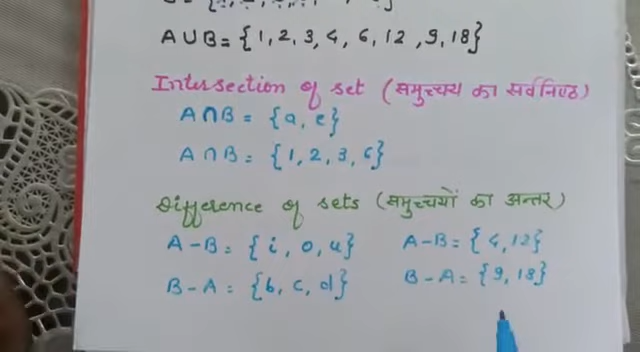 A∪B = {1, 2, 3, 4, 6, 12, 9, 18}
Intersection of set (समुच्चय का सर्वनिष्ठ)
A∩B = {a, e}
A∩B = {1, 2, 3, 6}
Difference of sets (समुच्चयों का अन्तर)
A-B = {i, o, u} A-B = {4, 12}
B-A = {b, c, d} B-A = {9, 18}